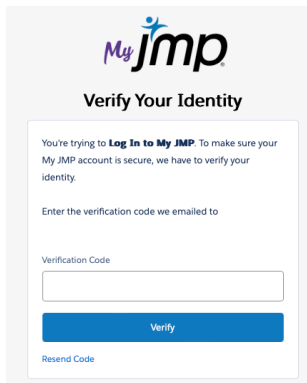 My jmp
Verify Your Identity
You're trying to Log In to My JMP. To make sure your
My JMP account is secure, we have to verify your
identity.
Enter the verification code we emailed to
Verification Code
Verify
Resend Code